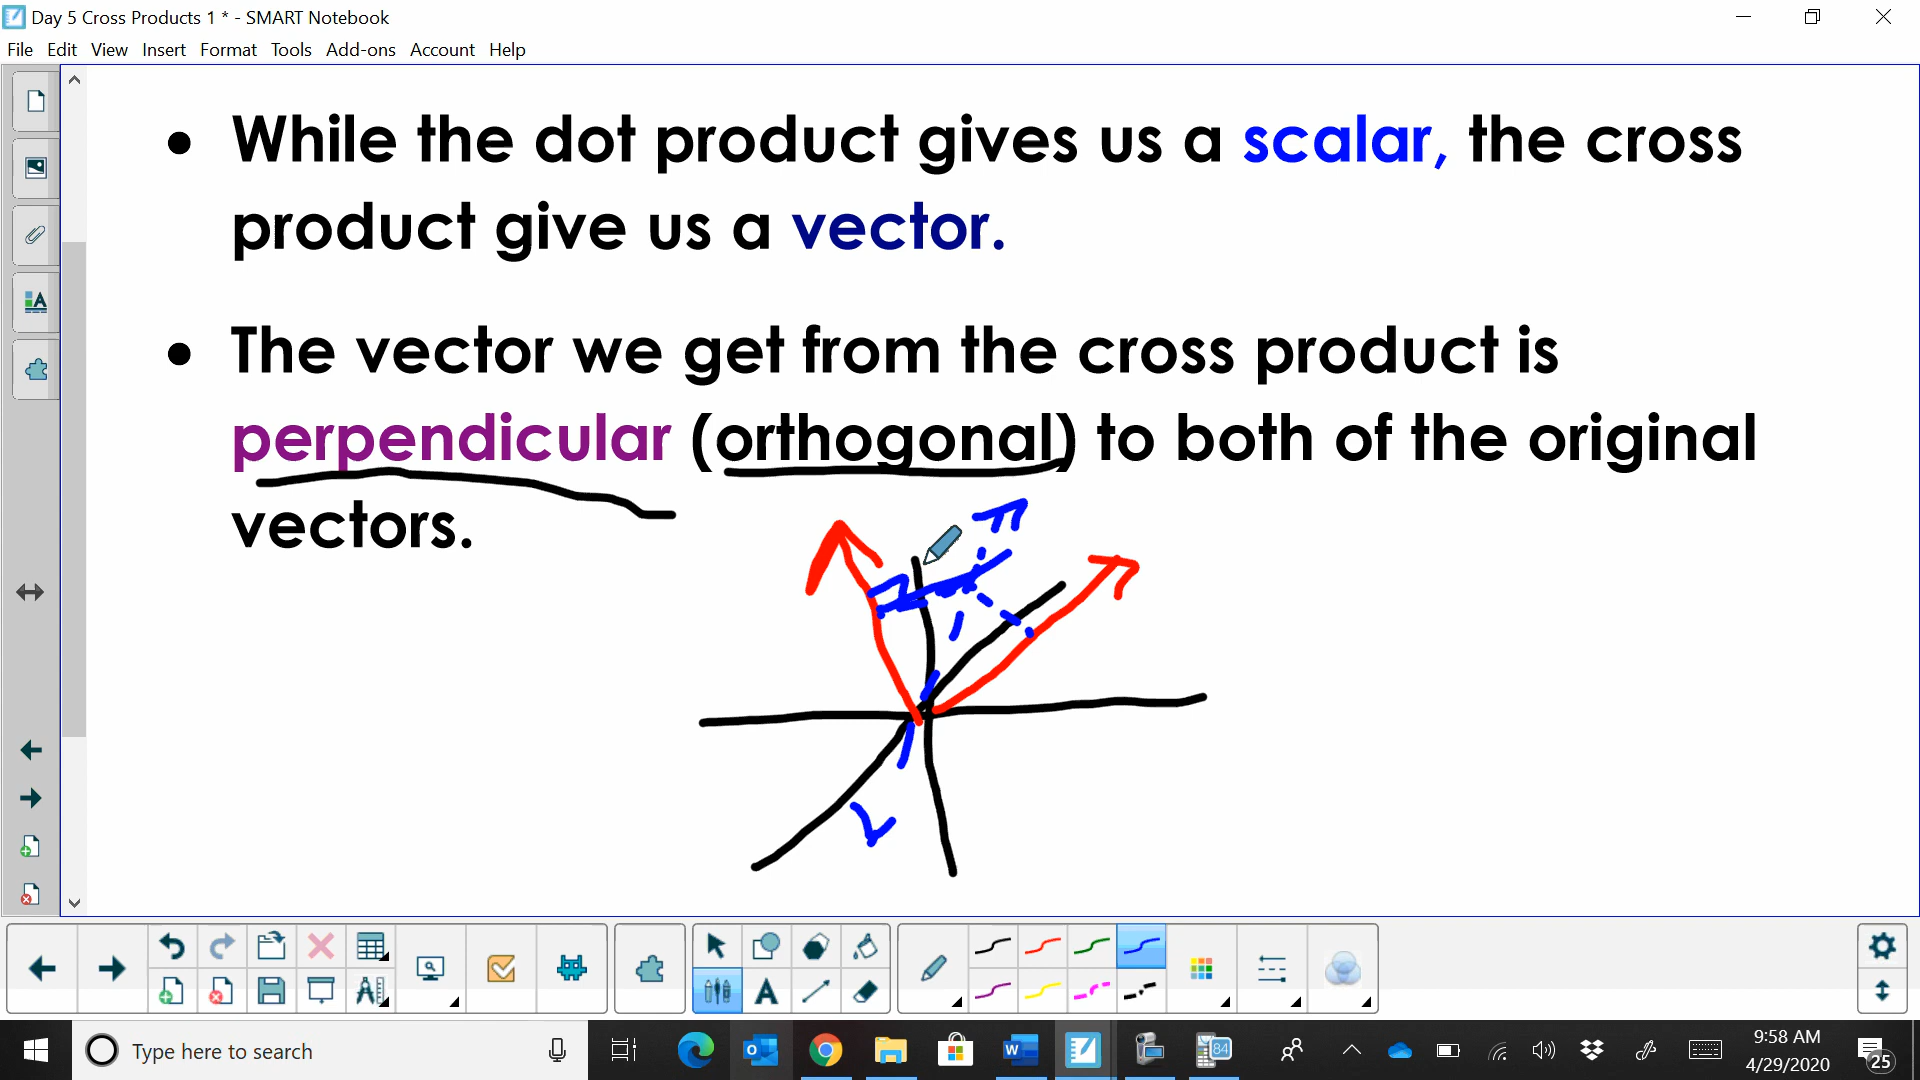 Day 5 Cross Products 1 * - SMART Notebook
File Edit View Insert Format Tools Add-ons Account Help
• While the dot product gives us a scalar, the cross
product give us a vector.
• The vector we get from the cross product is
perpendicular (orthogonal) to both of the original
vectors.
Type here to search
84
9:58 AM
4/29/2020
25